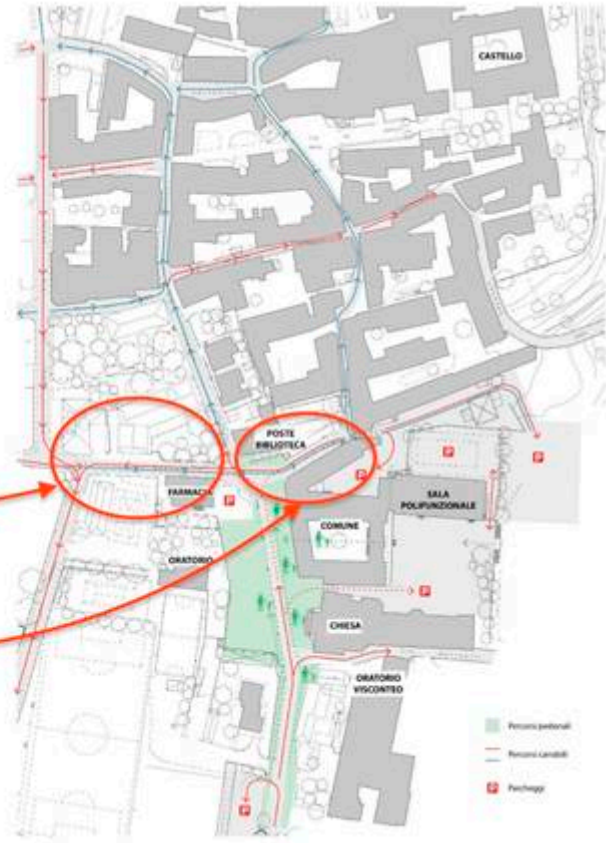 CASTELLO
POSTE
BIBLIOTECA
P
P
P
FARMACIA
P
SALA
POLIFUNZIONALE
COMUNE
ORATORIO
P
CHIESA
ORATORIO
VISCONTEO
Percorsi pedonali
Percorsi carrabili
P
Parcheggi
P